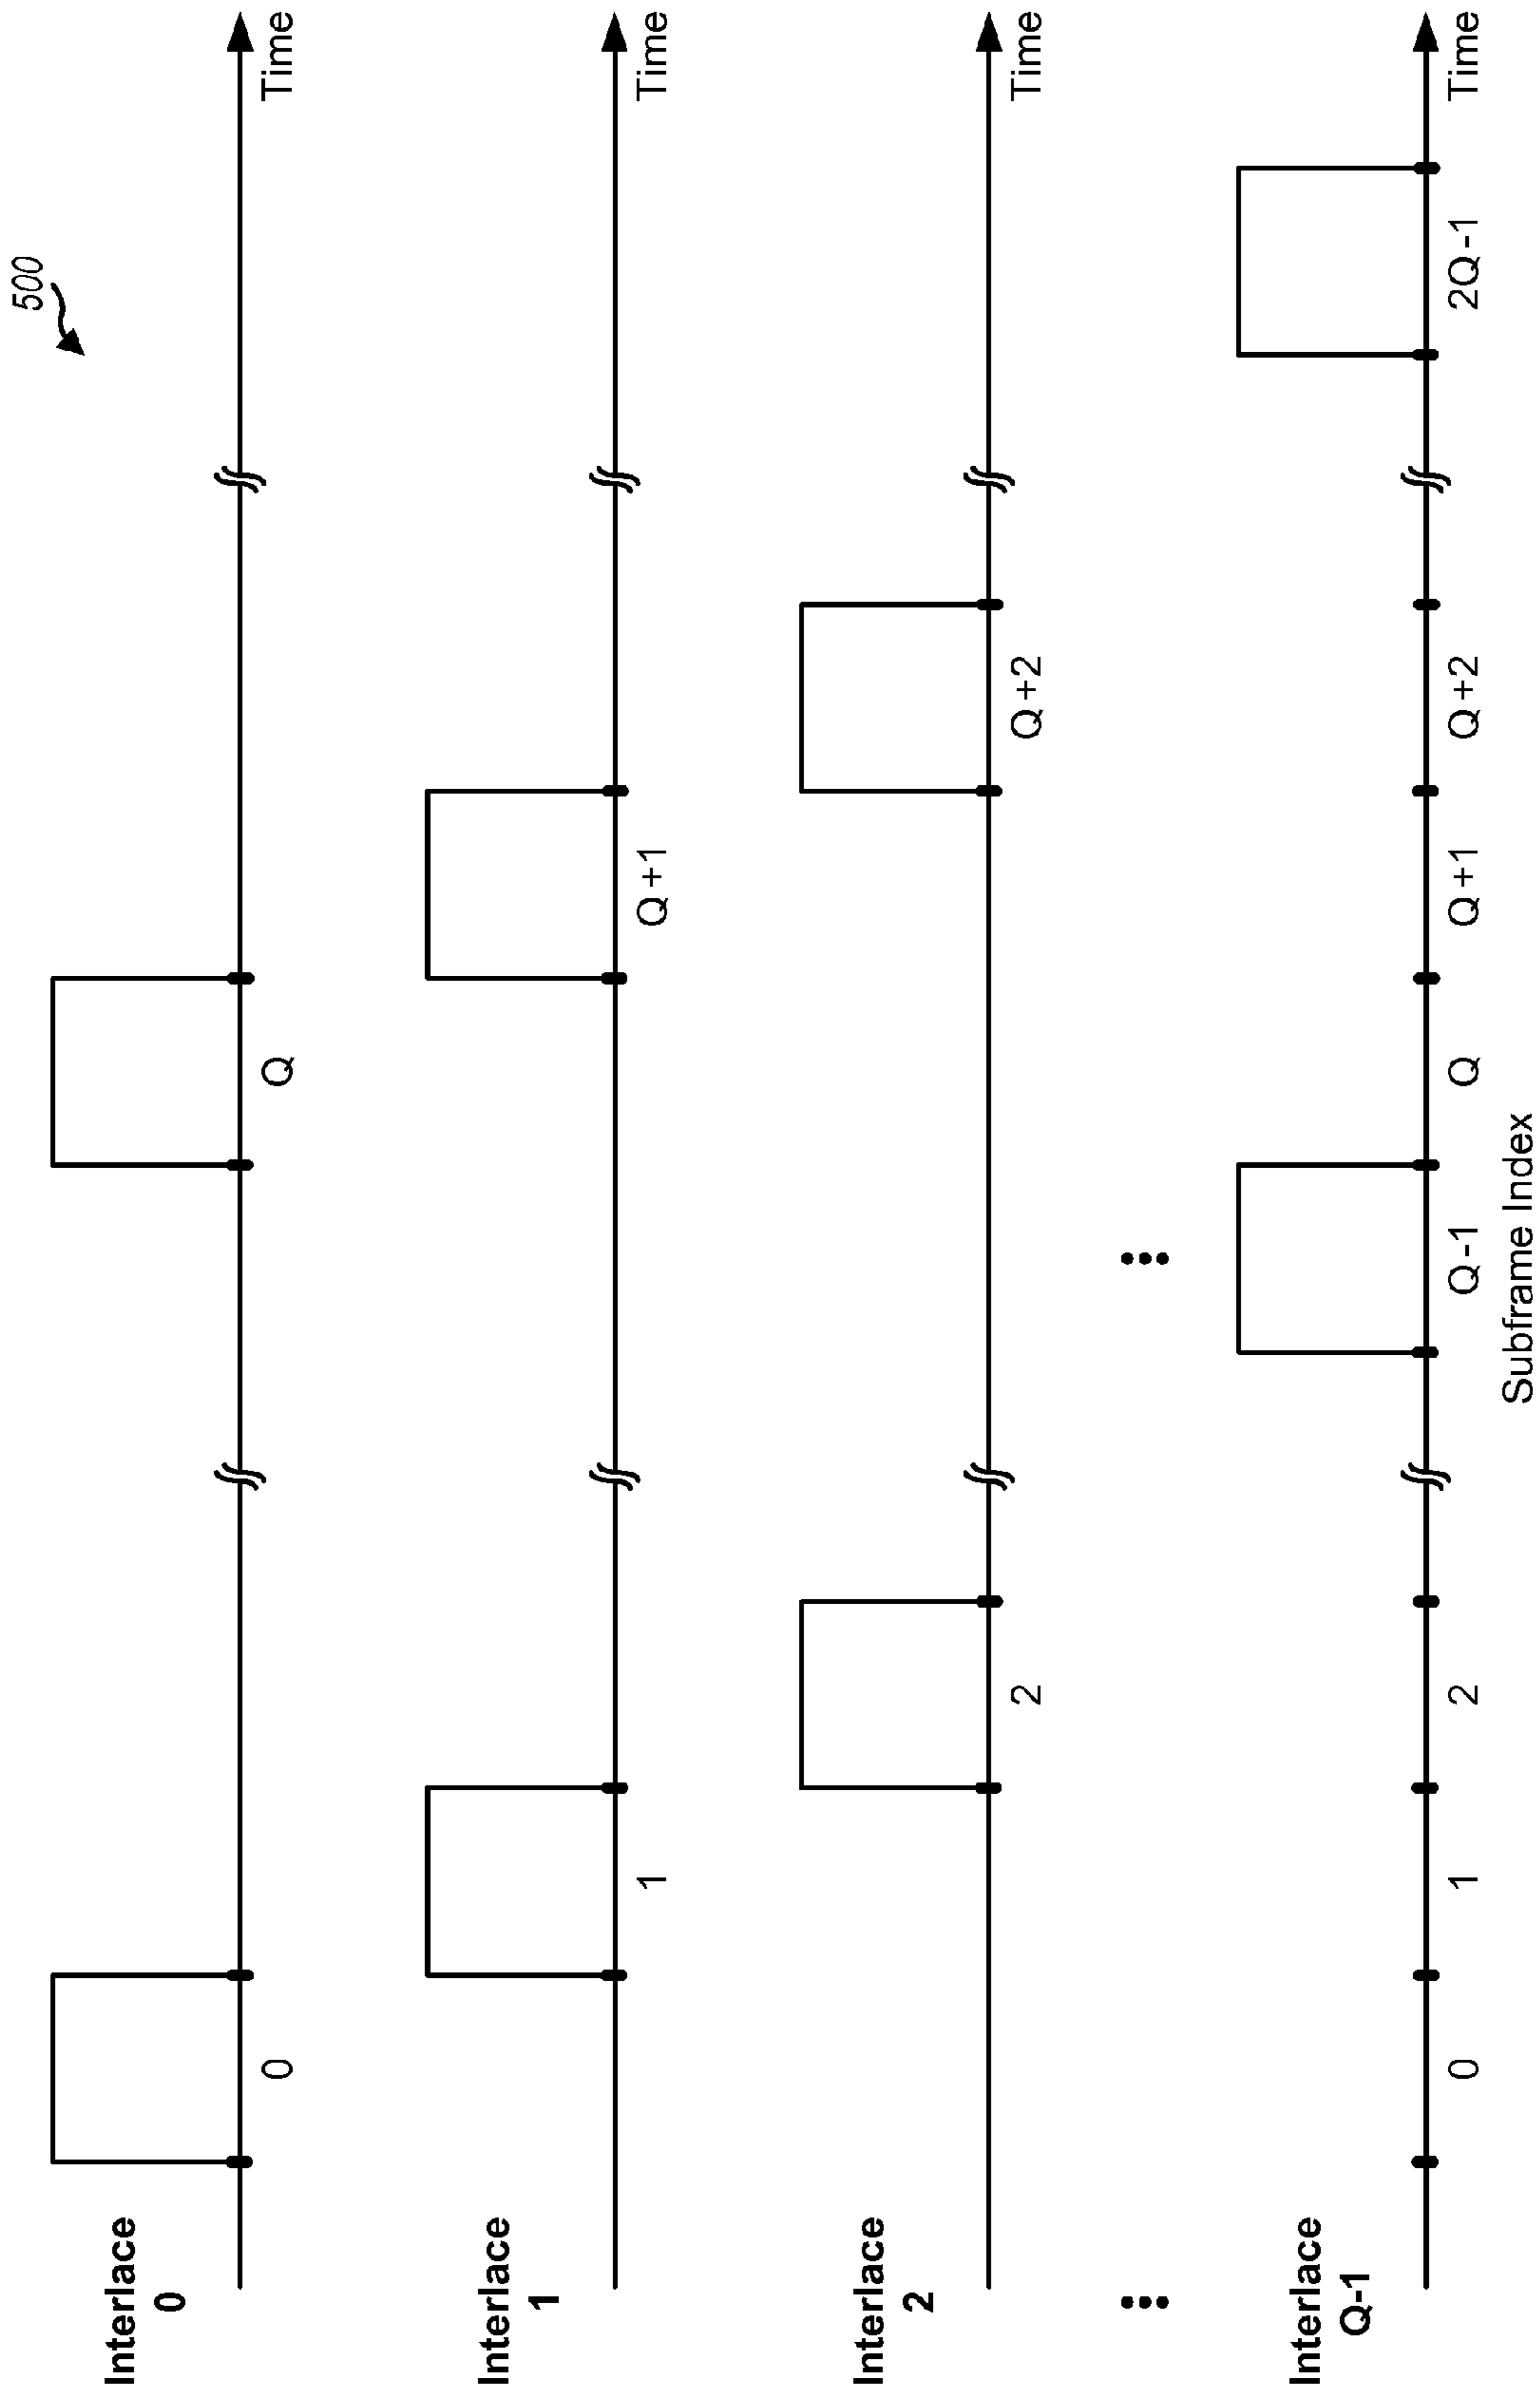 500
Interlace
0
0
Q
Time
Interlace
1
1
Q+1
Time
Interlace
2
2
Q+2
Time
Interlace
Q-1
0
1
2
Q-1
Q
Q+1
Q+2
2Q-1
Time
Subframe Index